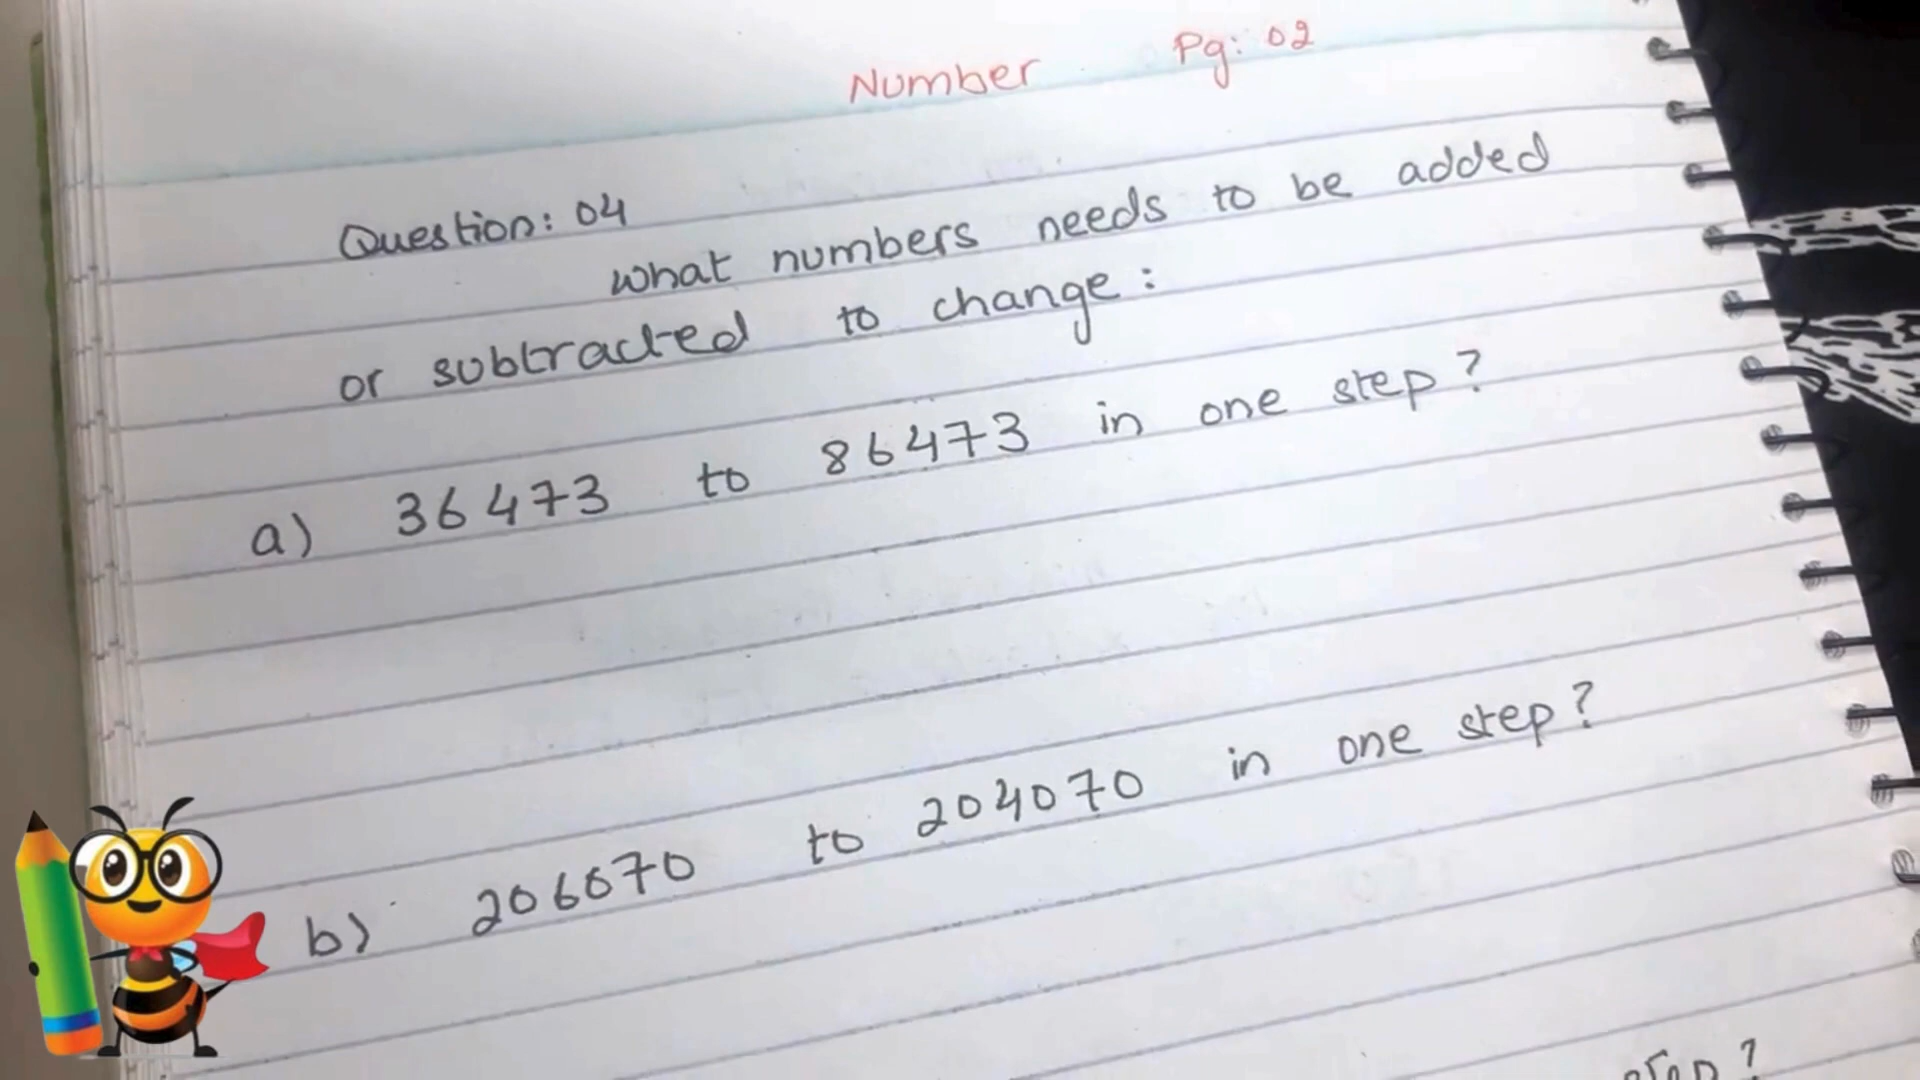 Number Pg: 02
Question: 04
What numbers needs to be added
or subtracted to change:
a) 36473 to 86473 in one step?
b) 206070 to 204070 in one step?
step?